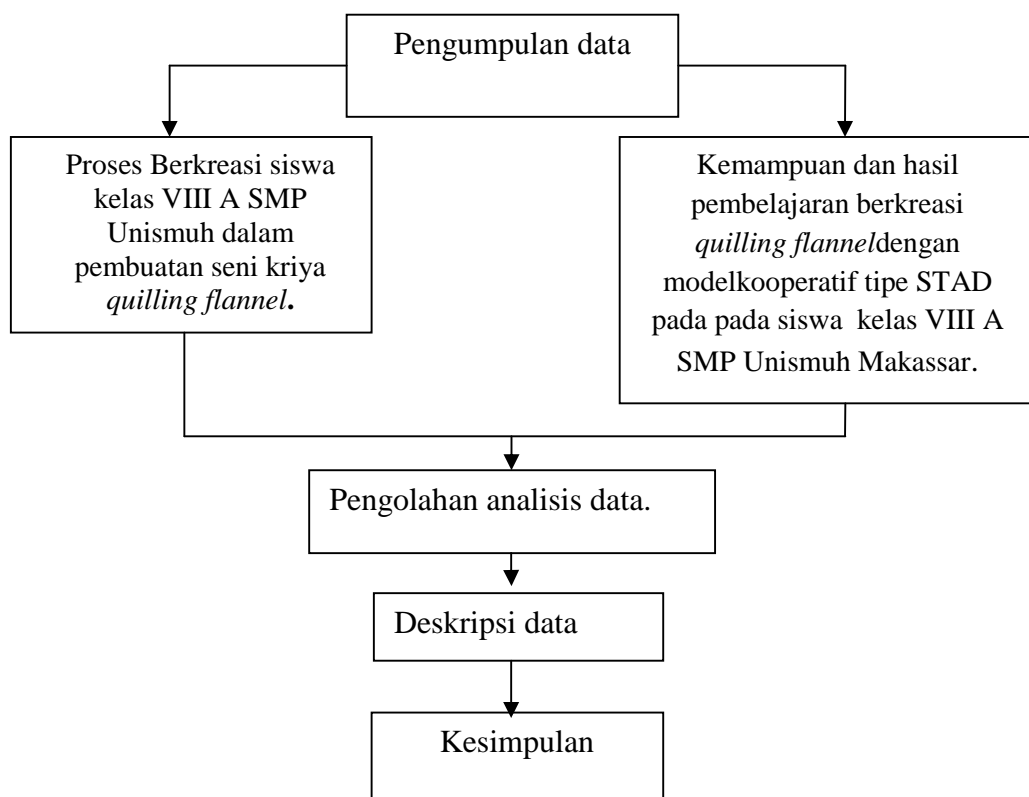 Pengumpulan data
Proses Berkreasi siswa
kelas VIII A SMP
Unismuh dalam
pembuatan seni kriya
quilling flannel.
Kemampuan dan hasil
pembelajaran berkreasi
quilling flanneldengan
modelkooperatif tipe STAD
pada pada siswa kelas VIII A
SMP Unismuh Makassar.
Pengolahan analisis data.
Deskripsi data
Kesimpulan